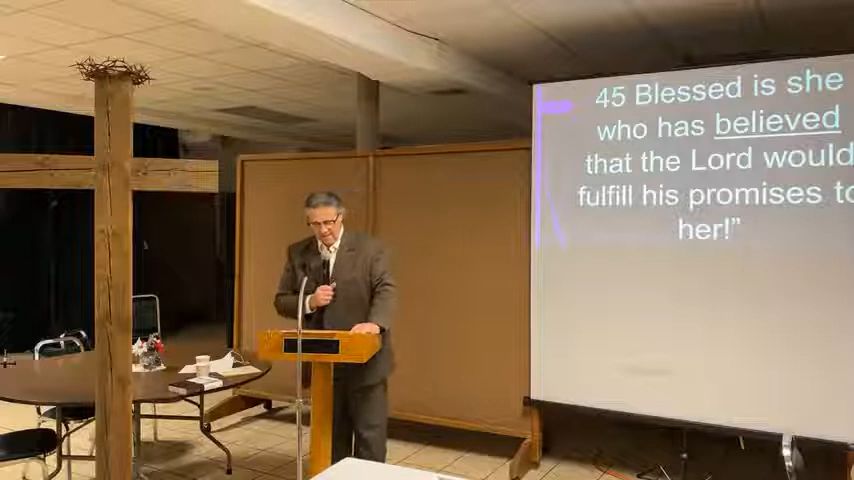 45 Blessed is she
who has believed
that the Lord would
fulfill his promises to
her!”